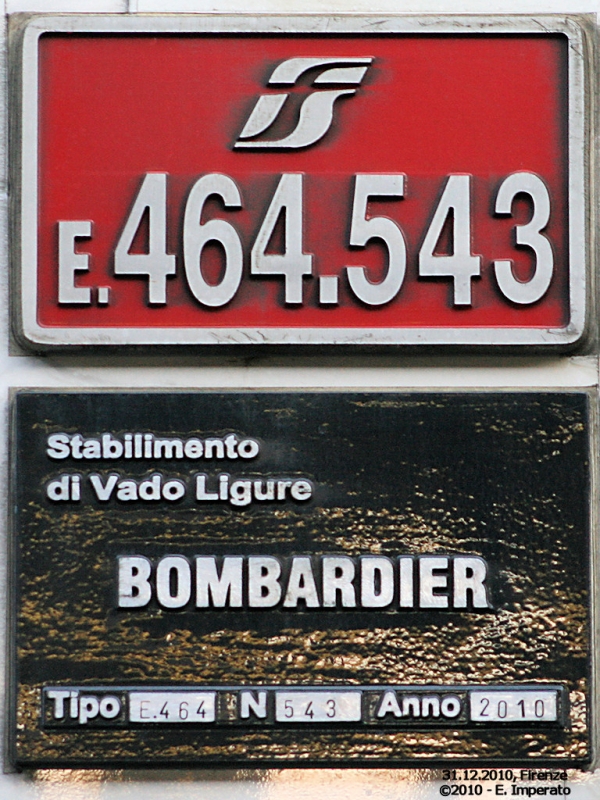 E.464.543
Stabilimento
di Vado Ligure
BOMBARDIER
Tipo E.464 N 543 Anno 2010
31.12.2010, Firenze
©2010 - E. Imperato